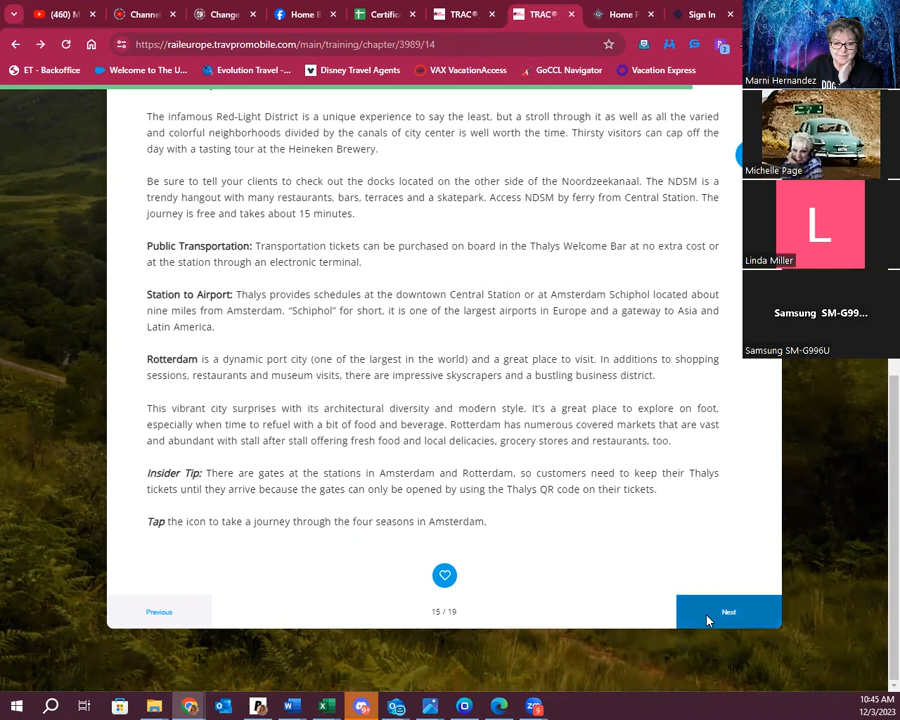 (460) M
Channel
Change
Home B
Certifica
TRAC®
TRAC®
Home P
Sign In
https://raileurope.travpromobile.com/main/training/chapter/3989/14
3
ET - Backoffice
Welcome to The U...
Evolution Travel -...
Disney Travel Agents
VAX VacationAccess
GoCCL Navigator
Vacation Express
The infamous Red-Light District is a unique experience to say the least, but a stroll through it as well as all the varied
and colorful neighborhoods divided by the canals of city center is well worth the time. Thirsty visitors can cap off the
day with a tasting tour at the Heineken Brewery.
Be sure to tell your clients to check out the docks located on the other side of the Noordzeekanaal. The NDSM is a
trendy hangout with many restaurants, bars, terraces and a skatepark. Access NDSM by ferry from Central Station. The
journey is free and takes about 15 minutes.
Public Transportation: Transportation tickets can be purchased on board in the Thalys Welcome Bar at no extra cost or
at the station through an electronic terminal.
Station to Airport: Thalys provides schedules at the downtown Central Station or at Amsterdam Schiphol located about
nine miles from Amsterdam. “Schiphol” for short, it is one of the largest airports in Europe and a gateway to Asia and
Latin America.
Rotterdam is a dynamic port city (one of the largest in the world) and a great place to visit. In additions to shopping
sessions, restaurants and museum visits, there are impressive skyscrapers and a bustling business district.
This vibrant city surprises with its architectural diversity and modern style. It’s a great place to explore on foot,
especially when time to refuel with a bit of food and beverage. Rotterdam has numerous covered markets that are vast
and abundant with stall after stall offering fresh food and local delicacies, grocery stores and restaurants, too.
Insider Tip: There are gates at the stations in Amsterdam and Rotterdam, so customers need to keep their Thalys
tickets until they arrive because the gates can only be opened by using the Thalys QR code on their tickets.
Tap the icon to take a journey through the four seasons in Amsterdam.
Previous
15 / 19
Next
Marni Hernandez
Michelle Page
L
Linda Miller
Samsung SM-G99...
Samsung SM-G996U
10:45 AM
12/3/2023